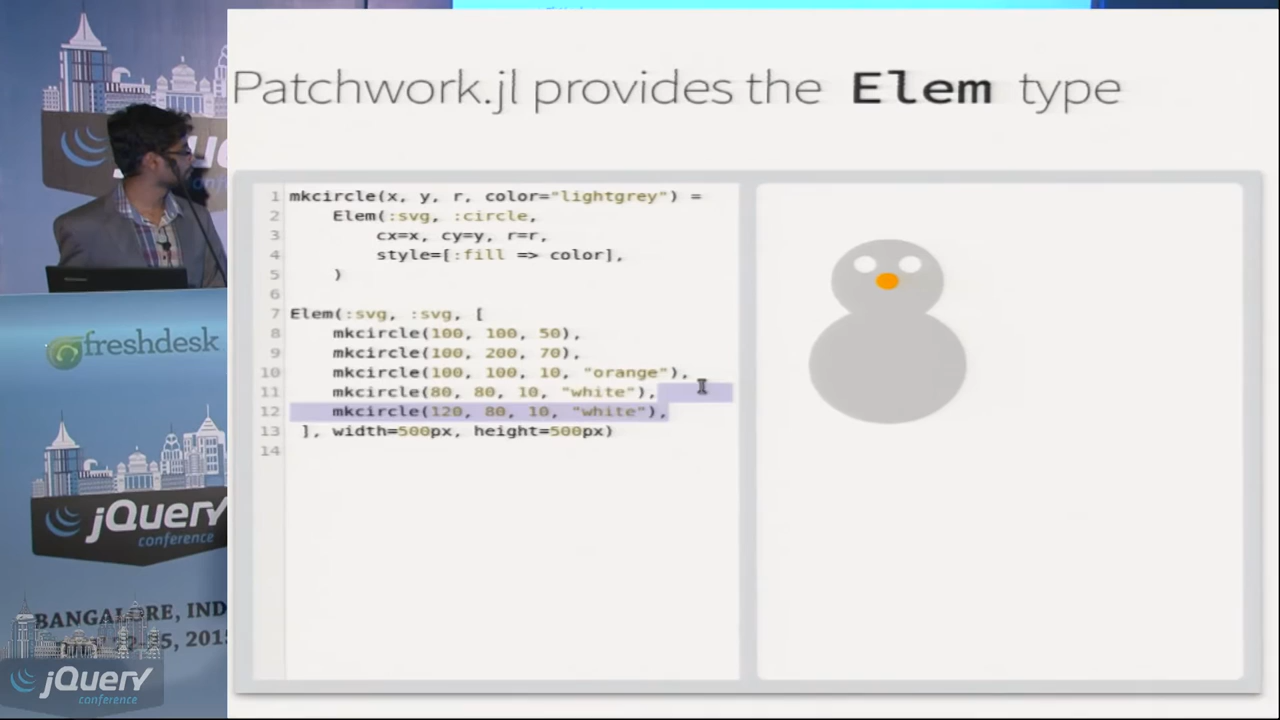 Patchwork.jl provides the Elem type
1 mkcircle(x, y, r, color="lightgrey") =
2     Elem(:svg, :circle,
3         cx=x, cy=y, r=r,
4         style=[:fill => color],
5     )
6
7 Elem(:svg, :svg, [
8     mkcircle(100, 100, 50),
9     mkcircle(100, 200, 70),
10     mkcircle(100, 100, 10, "orange"),
11     mkcircle(80, 80, 10, "white"),
12     mkcircle(120, 80, 10, "white"),
13 ], width=500px, height=500px)
14
freshdesk
jQuery
conference
BANGALORE, IND
5, 2015
jQuery
conference